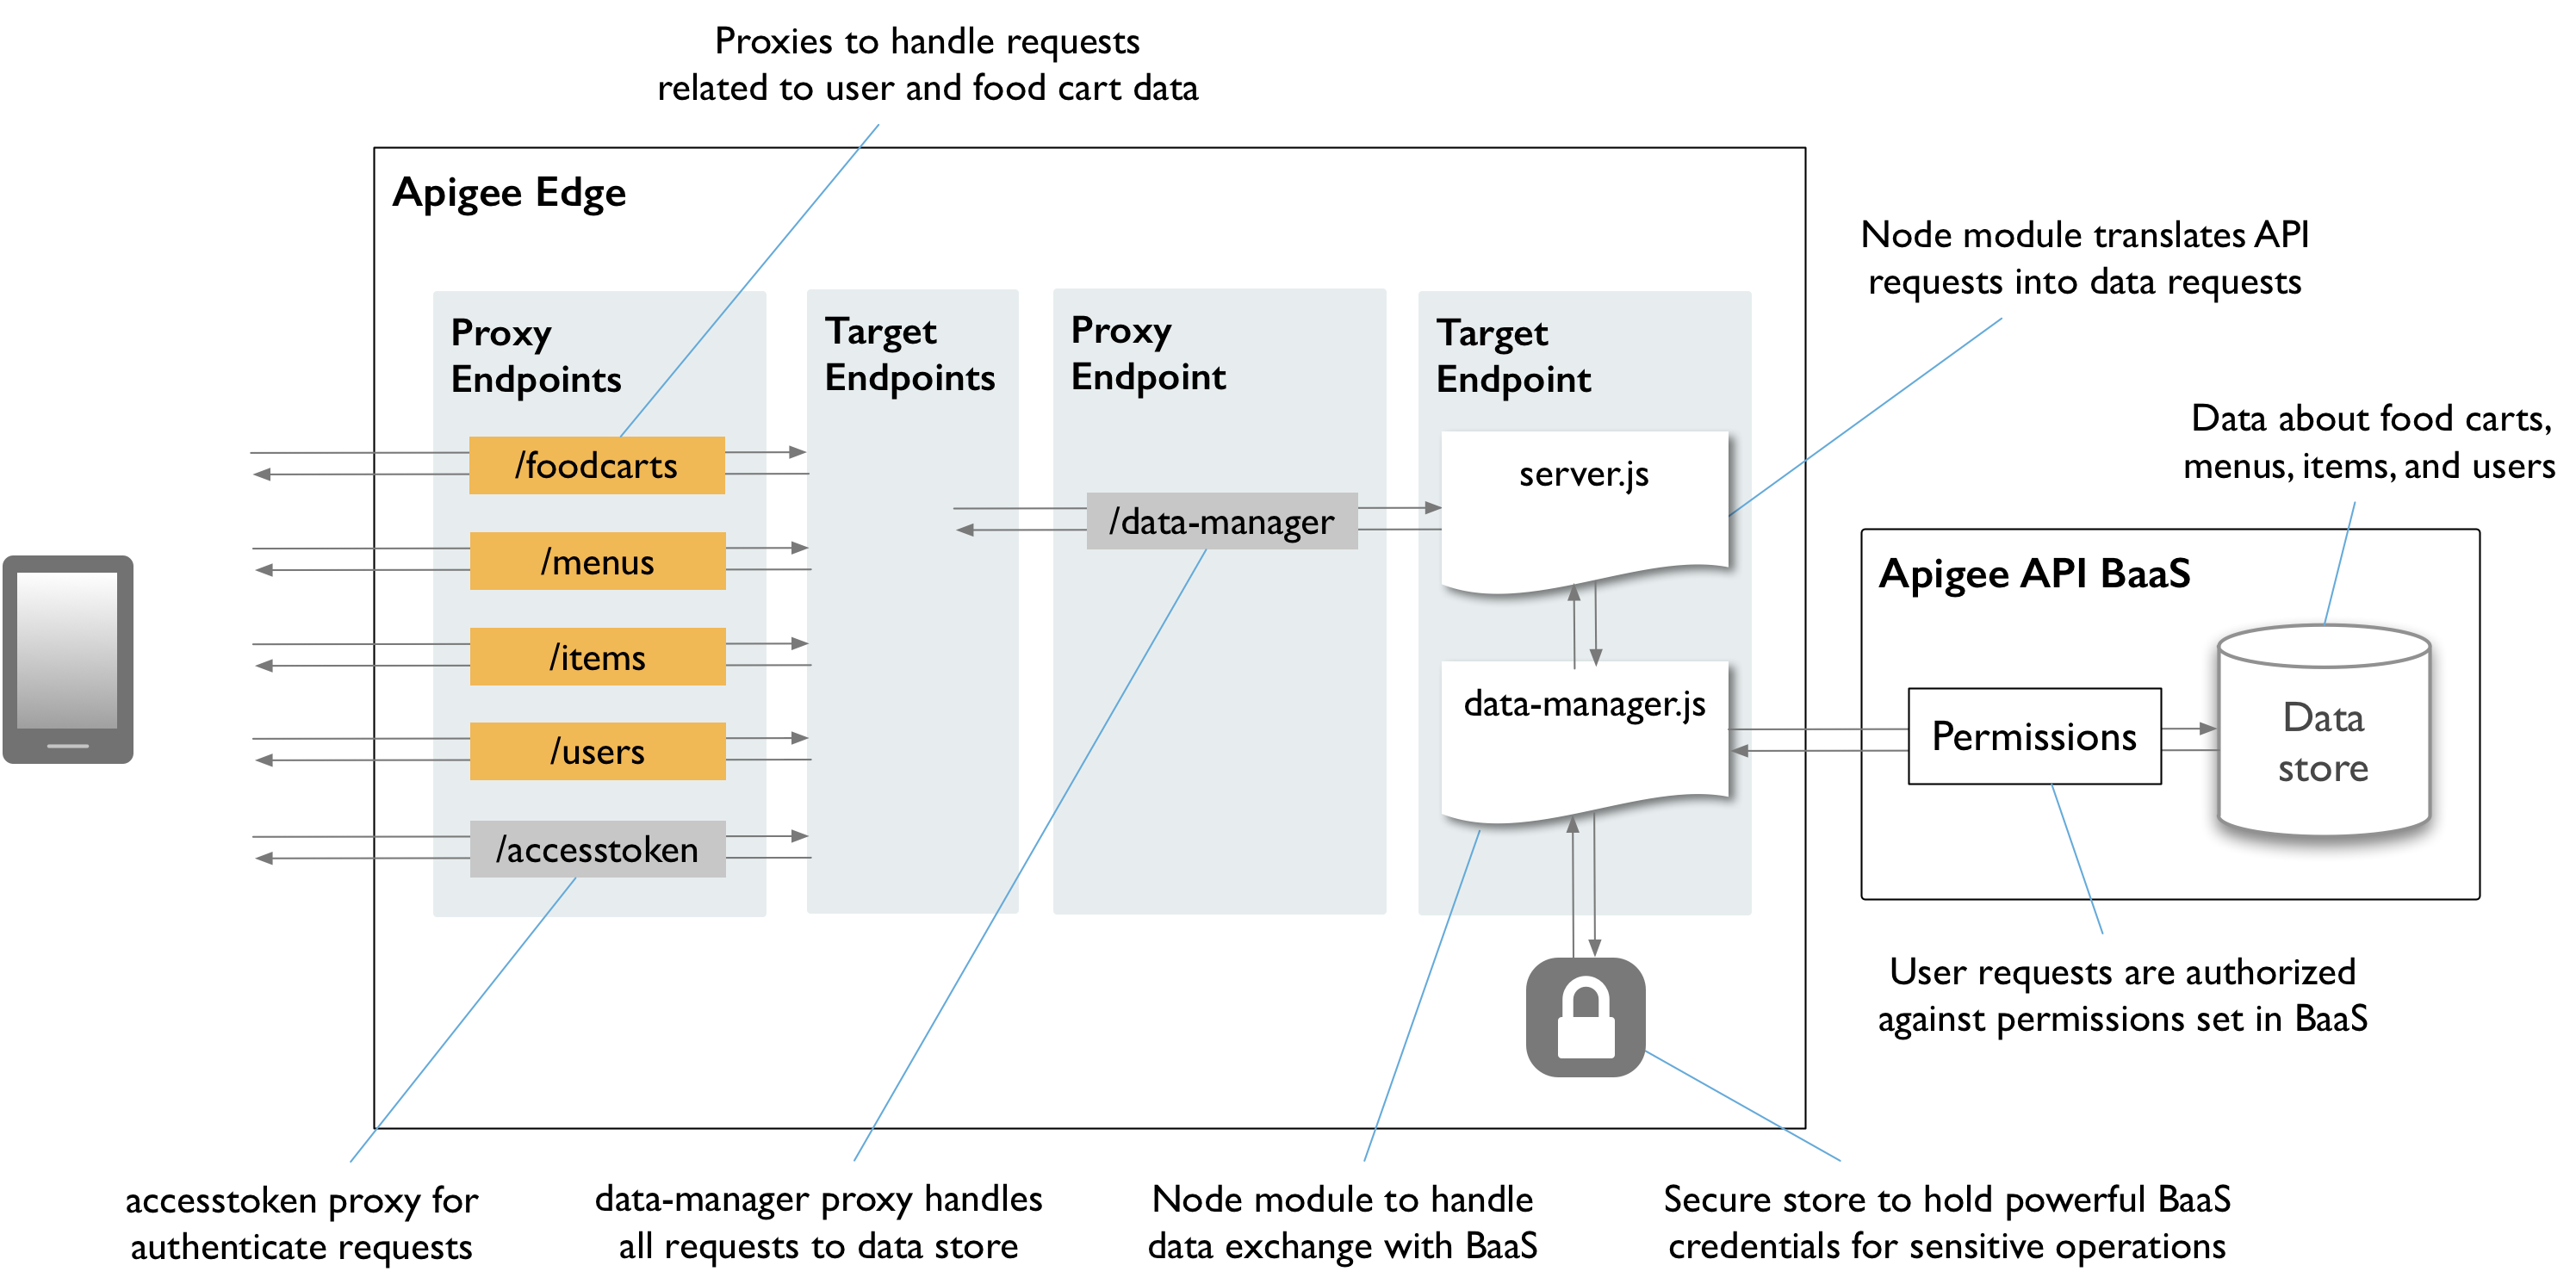 Proxies to handle requests
related to user and food cart data
Apigee Edge
Node module translates API
requests into data requests
Proxy
Endpoints
Target
Endpoints
Proxy
Endpoint
Target
Endpoint
Data about food carts,
menus, items, and users
/foodcarts
server.js
/data-manager
/menus
Apigee API BaaS
/items
data-manager.js
Permissions
Data
store
/users
/accesstoken
User requests are authorized
against permissions set in BaaS
accesstoken proxy for
authenticate requests
data-manager proxy handles
all requests to data store
Node module to handle
data exchange with BaaS
Secure store to hold powerful BaaS
credentials for sensitive operations